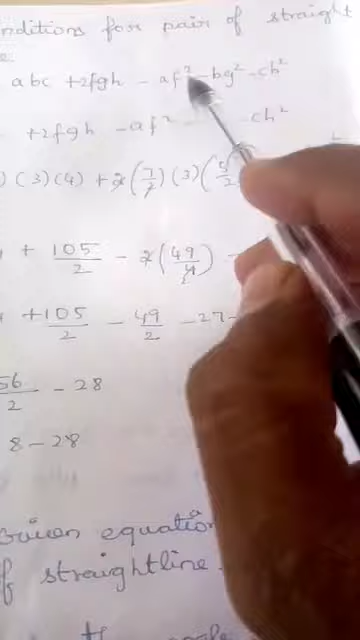 nditions for pair of straight
abc + 2fgh - af² - bg² - ch²
+ 2fgh - af² - ch²
) (3) (4) + 2 (7/2) (3) (5/2
+ 105/2 - 2 (49/4) -
+ 105/2 - 49/2 - 27 -
56/2 - 28
8 - 28
Given equation
of straightline.